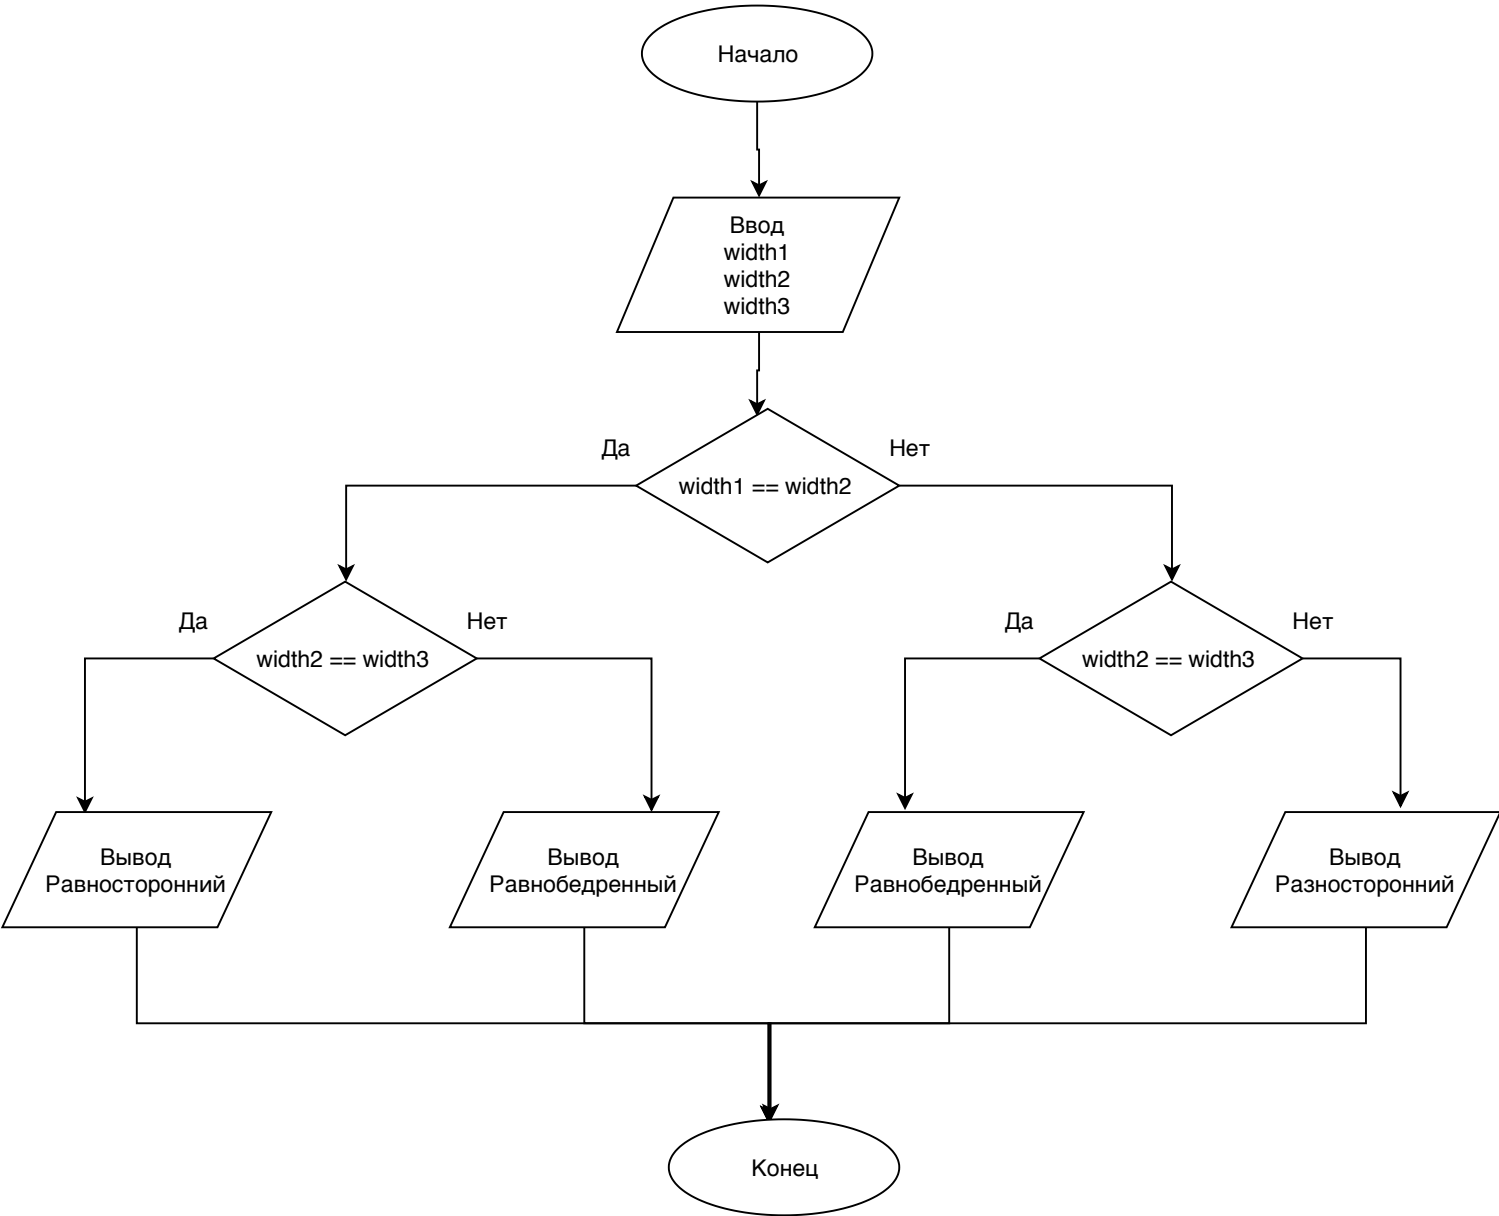 Начало
Ввод
width1
width2
width3
Да
Нет
width1 == width2
Да
Нет
width2 == width3
Да
Нет
width2 == width3
Вывод
Равносторонний
Вывод
Равнобедренный
Вывод
Равнобедренный
Вывод
Разносторонний
Конец